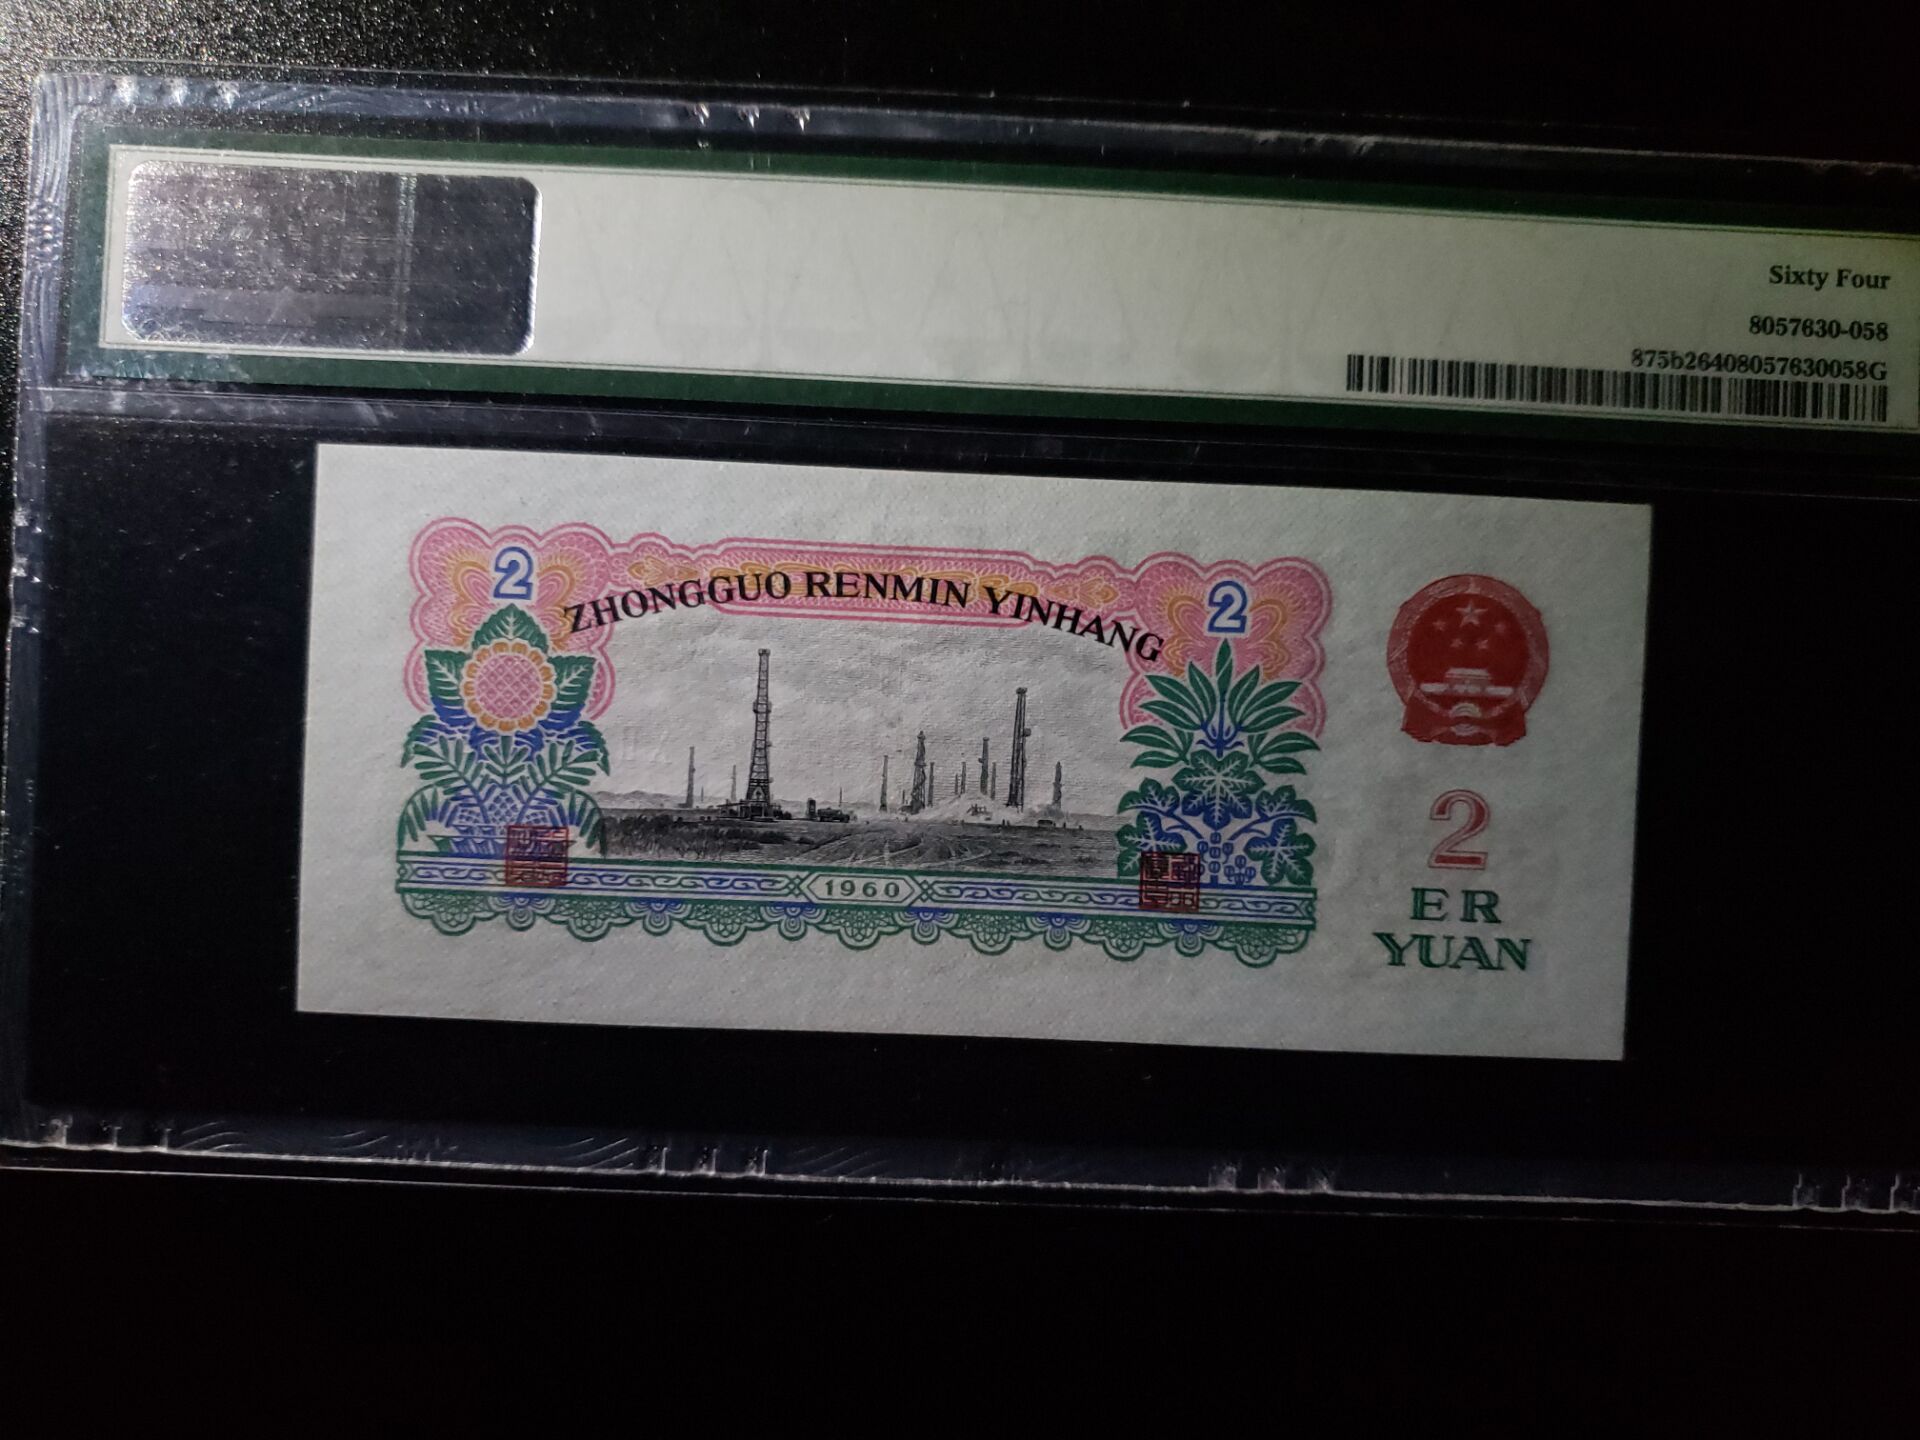 Sixty Four
8057630-058
875b26408057630058G
2
2
ZHONGGUO RENMIN YINHANG
1960
2
ER
YUAN